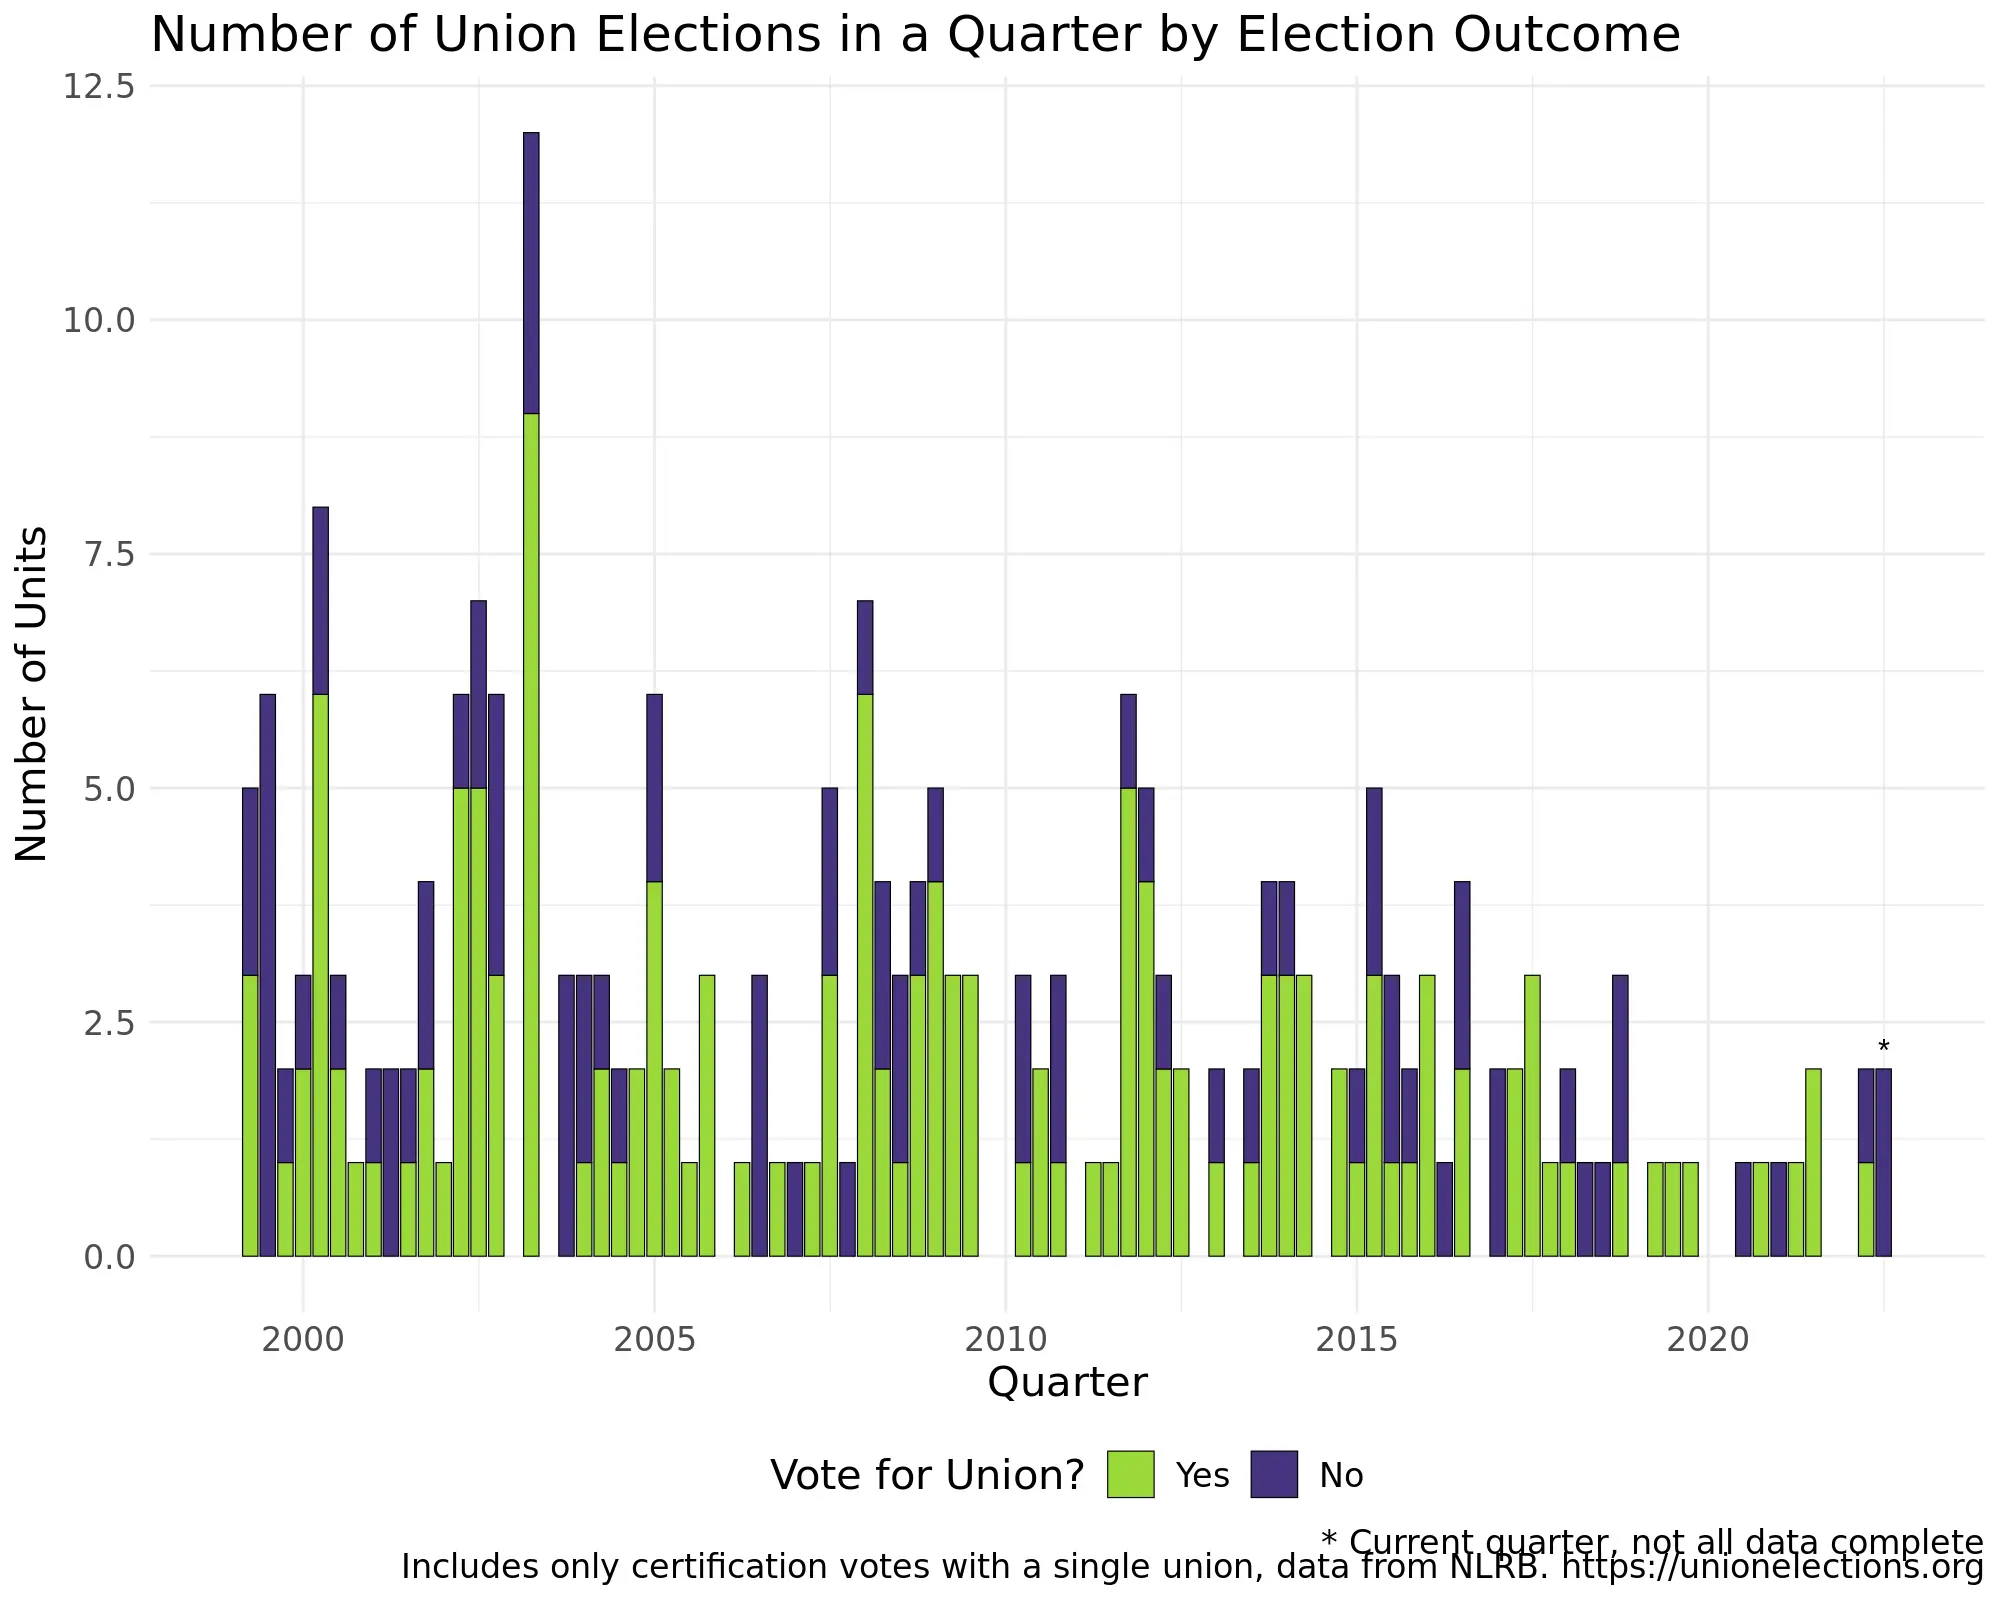 Number of Union Elections in a Quarter by Election Outcome
12.5
10.0
7.5
5.0
2.5
0.0
Number of Units
*
2000 2005 2010 2015 2020
Quarter
Vote for Union? Yes No
* Current quarter, not all data complete
Includes only certification votes with a single union, data from NLRB. https://unionelections.org